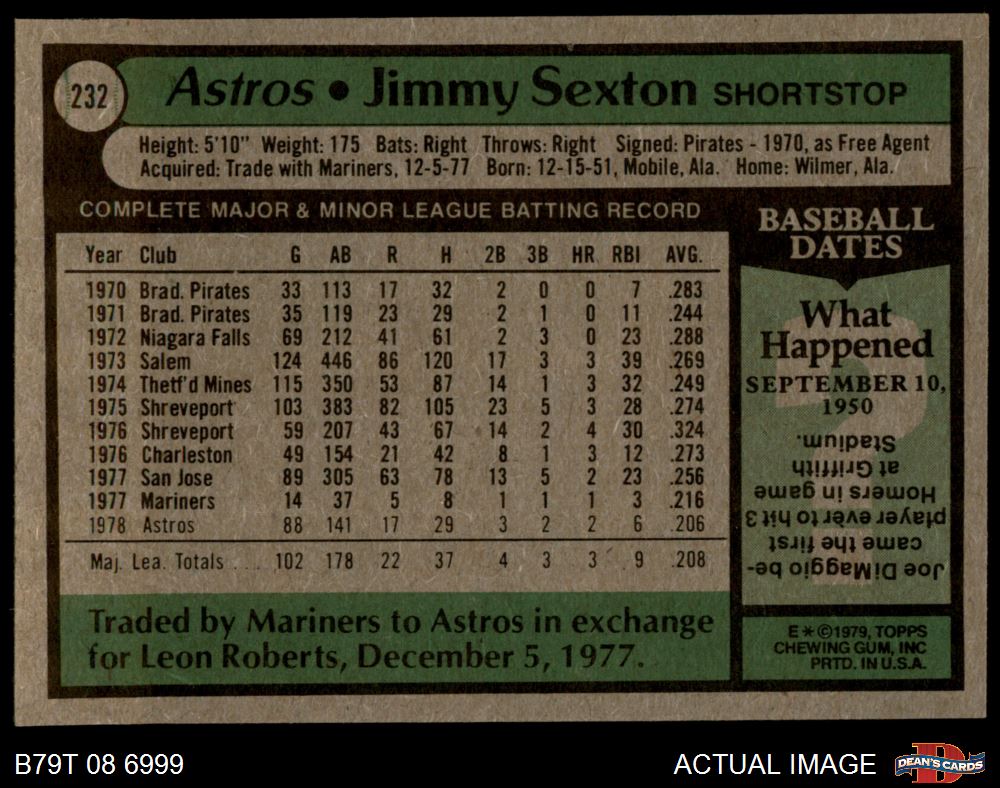 232
Astros • Jimmy Sexton SHORTSTOP
Height: 5'10" Weight: 175 Bats: Right Throws: Right Signed: Pirates - 1970, as Free Agent
Acquired: Trade with Mariners, 12-5-77 Born: 12-15-51, Mobile, Ala. Home: Wilmer, Ala.
COMPLETE MAJOR & MINOR LEAGUE BATTING RECORD
Year Club G AB R H 2B 3B HR RBI AVG.
1970 Brad. Pirates 33 113 17 32 2 0 0 7 .283
1971 Brad. Pirates 35 119 23 29 2 1 0 11 .244
1972 Niagara Falls 69 212 41 61 2 3 0 23 .288
1973 Salem 124 446 86 120 17 3 3 39 .269
1974 Thetf'd Mines 115 350 53 87 14 1 3 32 .249
1975 Shreveport 103 383 82 105 23 5 3 28 .274
1976 Shreveport 59 207 43 67 14 2 4 30 .324
1976 Charleston 49 154 21 42 8 1 3 12 .273
1977 San Jose 89 305 63 78 13 5 2 23 .256
1977 Mariners 14 37 5 8 1 1 1 3 .216
1978 Astros 88 141 17 29 3 2 2 6 .206
Maj. Lea. Totals . . . 102 178 22 37 4 3 3 9 .208
Traded by Mariners to Astros in exchange
for Leon Roberts, December 5, 1977.
BASEBALL
DATES
What
Happened
SEPTEMBER 10,
1950
Joe DiMaggio be-
came the first
player ever to hit 3
Homers in game
at Griffith
Stadium.
E*©1979, TOPPS
CHEWING GUM, INC
PRTD. IN U.S.A.
B79T 08 6999
ACTUAL IMAGE
D
DEAN'S CARDS